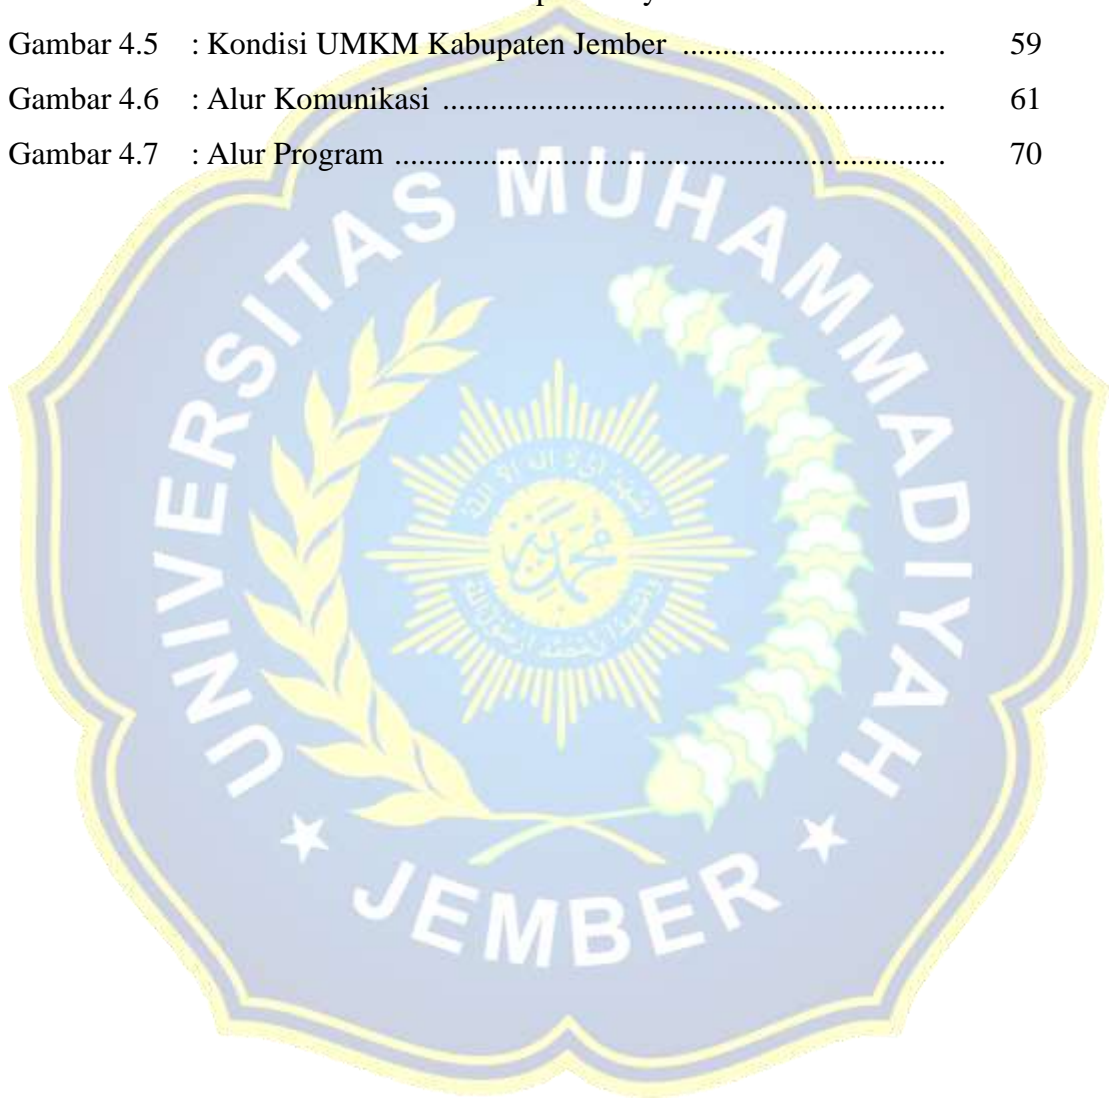 Gambar 4.5 : Kondisi UMKM Kabupaten Jember ................................. 59
Gambar 4.6 : Alur Komunikasi ............................................................... 61
Gambar 4.7 : Alur Program ..................................................................... 70
UNIVERSITAS MUHAMMADIYAH
JEMBER